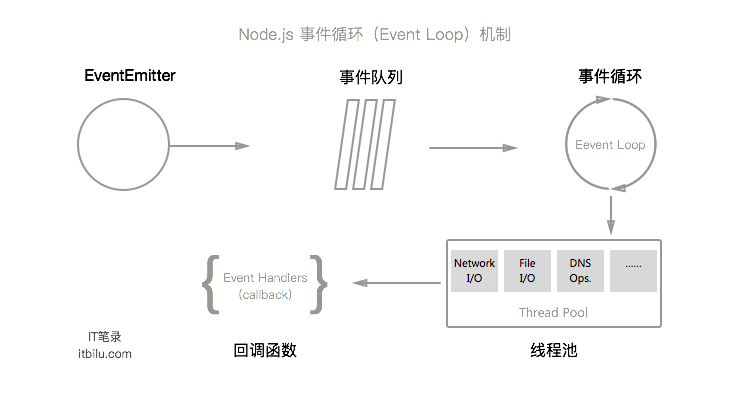 Node.js 事件循环（Event Loop）机制
EventEmitter
事件队列
事件循环
Eevent Loop
Network
I/O
File
I/O
DNS
Ops.
......
Thread Pool
Event Handlers
(callback)
IT笔录
itbilu.com
回调函数
线程池